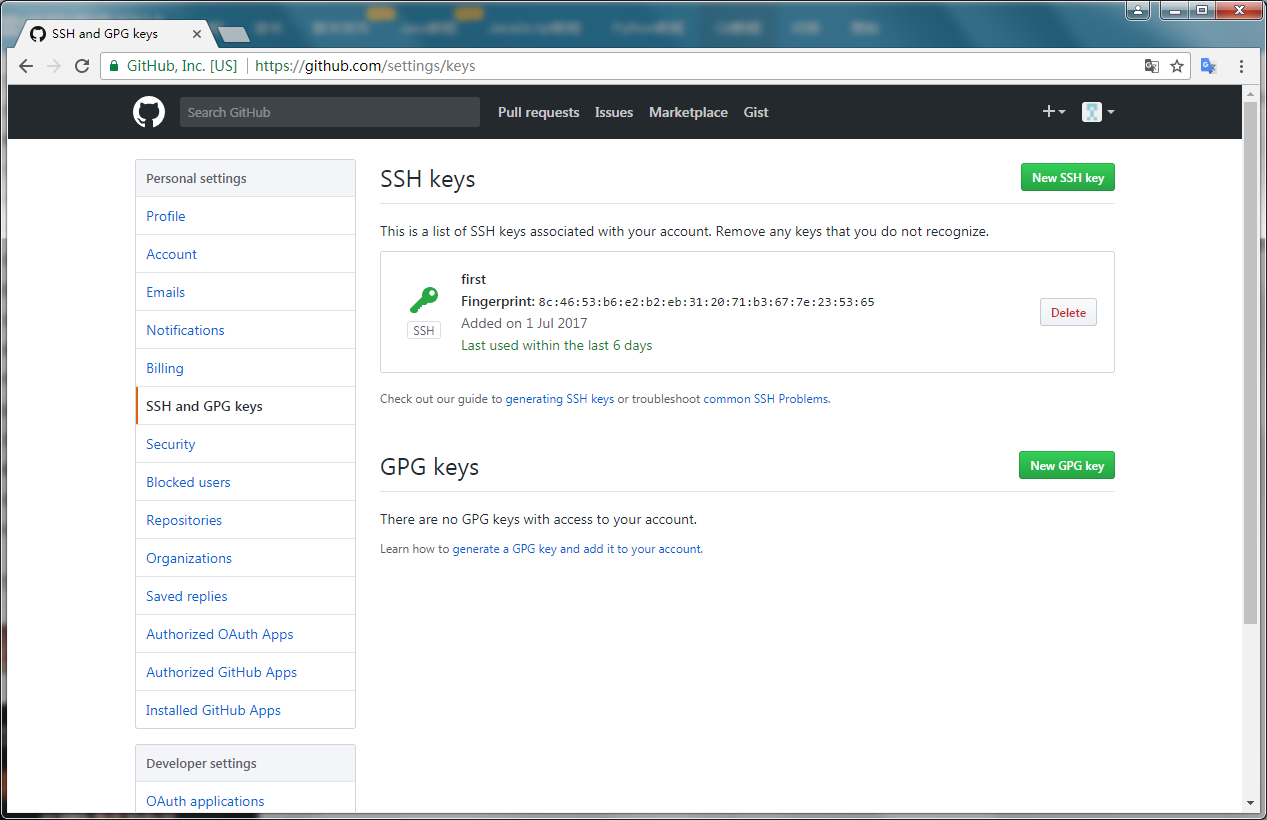 SSH and GPG keys
GitHub, Inc. [US] https://github.com/settings/keys
Search GitHub Pull requests Issues Marketplace Gist
Personal settings
Profile
Account
Emails
Notifications
Billing
SSH and GPG keys
Security
Blocked users
Repositories
Organizations
Saved replies
Authorized OAuth Apps
Authorized GitHub Apps
Installed GitHub Apps
Developer settings
OAuth applications
SSH keys
New SSH key
This is a list of SSH keys associated with your account. Remove any keys that you do not recognize.
SSH
first
Fingerprint: 8c:46:53:b6:e2:b2:eb:31:20:71:b3:67:7e:23:53:65
Added on 1 Jul 2017
Last used within the last 6 days
Delete
Check out our guide to generating SSH keys or troubleshoot common SSH Problems.
GPG keys
New GPG key
There are no GPG keys with access to your account.
Learn how to generate a GPG key and add it to your account.